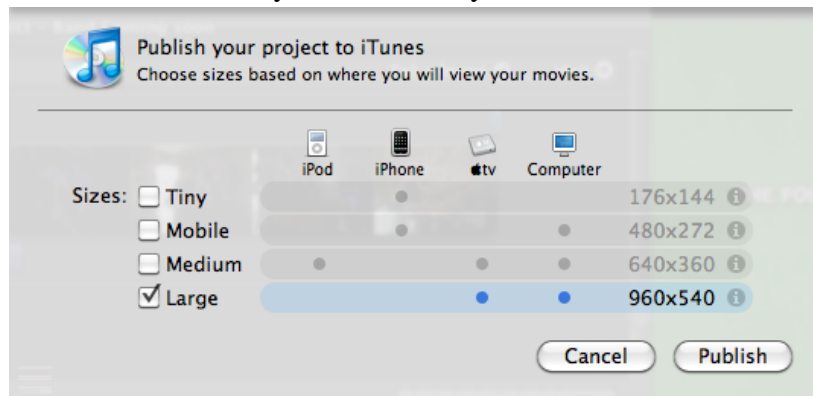 Publish your project to iTunes
Choose sizes based on where you will view your movies.
iPod iPhone tv Computer
Sizes: Tiny 176x144
Mobile 480x272
Medium 640x360
Large 960x540
Cancel Publish